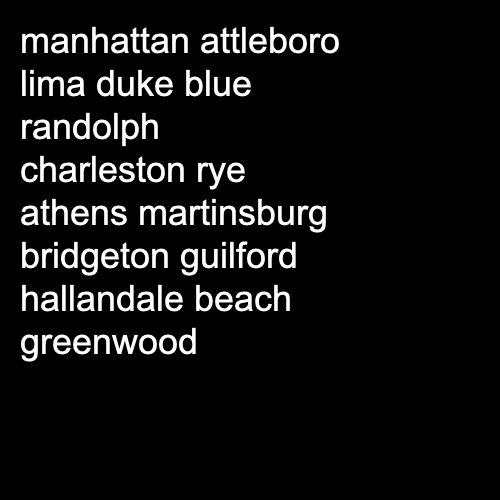 manhattan attleboro
lima duke blue
randolph
charleston rye
athens martinsburg
bridgeton guilford
hallandale beach
greenwood